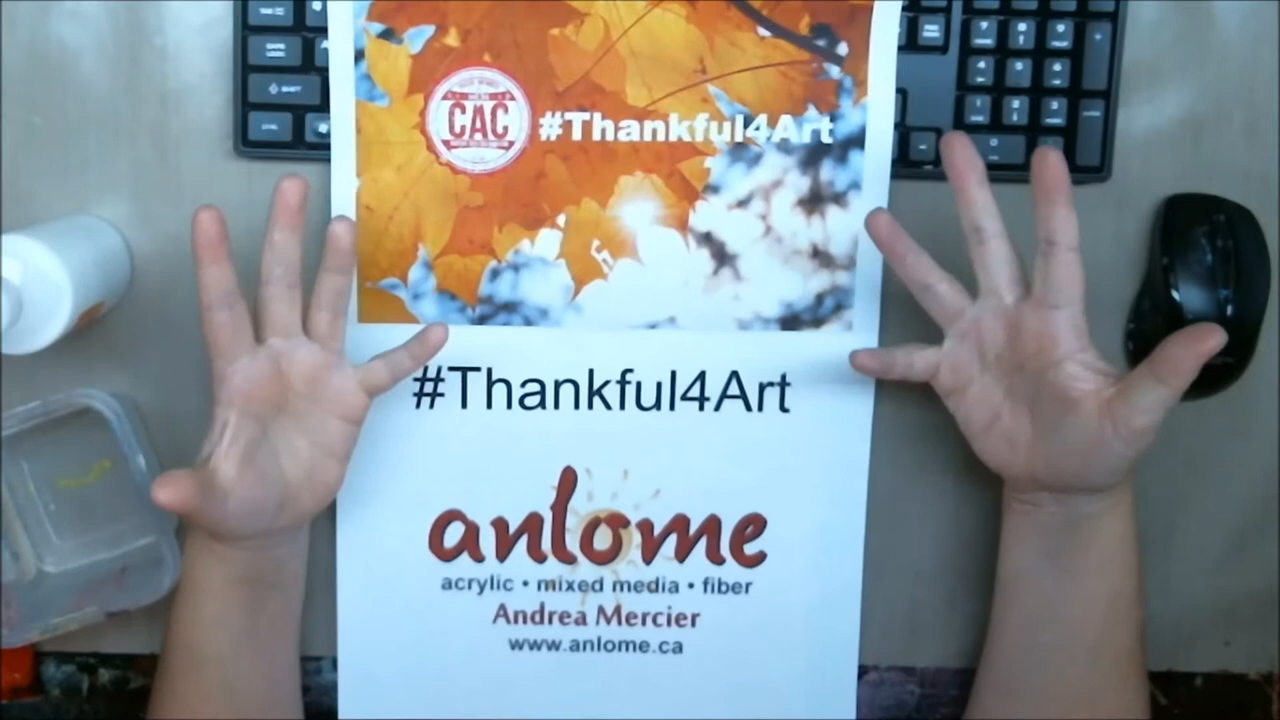 CAC
#Thankful4Art
#Thankful4Art
anlome
acrylic • mixed media • fiber
Andrea Mercier
www.anlome.ca